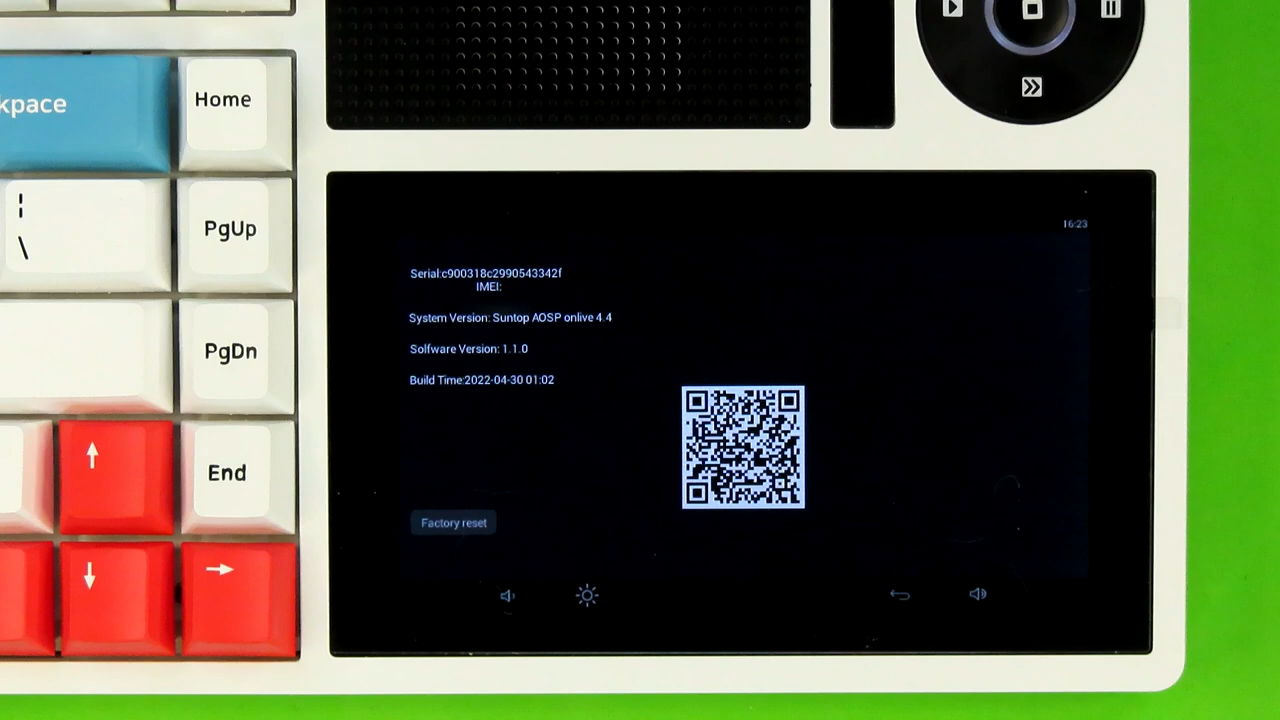 kpace
Home
¦
\
PgUp
PgDn
End
16:23
Serial:c900318c2990543342f
IMEI:
System Version: Suntop AOSP onlive 4.4
Solfware Version: 1.1.0
Build Time:2022-04-30 01:02
Factory reset